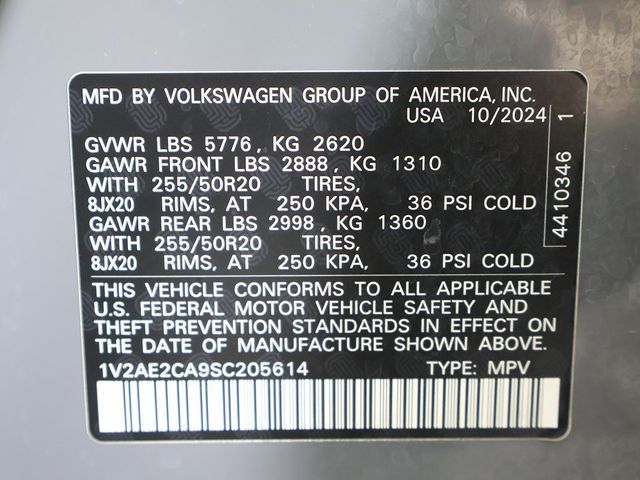 MFD BY VOLKSWAGEN GROUP OF AMERICA, INC.
USA 10/2024
GVWR LBS 5776, KG 2620
GAWR FRONT LBS 2888, KG 1310
WITH 255/50R20 TIRES,
8JX20 RIMS, AT 250 KPA, 36 PSI COLD
GAWR REAR LBS 2998, KG 1360
WITH 255/50R20 TIRES,
8JX20 RIMS, AT 250 KPA, 36 PSI COLD
4410346 1
THIS VEHICLE CONFORMS TO ALL APPLICABLE
U.S. FEDERAL MOTOR VEHICLE SAFETY AND
THEFT PREVENTION STANDARDS IN EFFECT ON
THE DATE OF MANUFACTURE SHOWN ABOVE.
1V2AE2CA9SC205614 TYPE: MPV